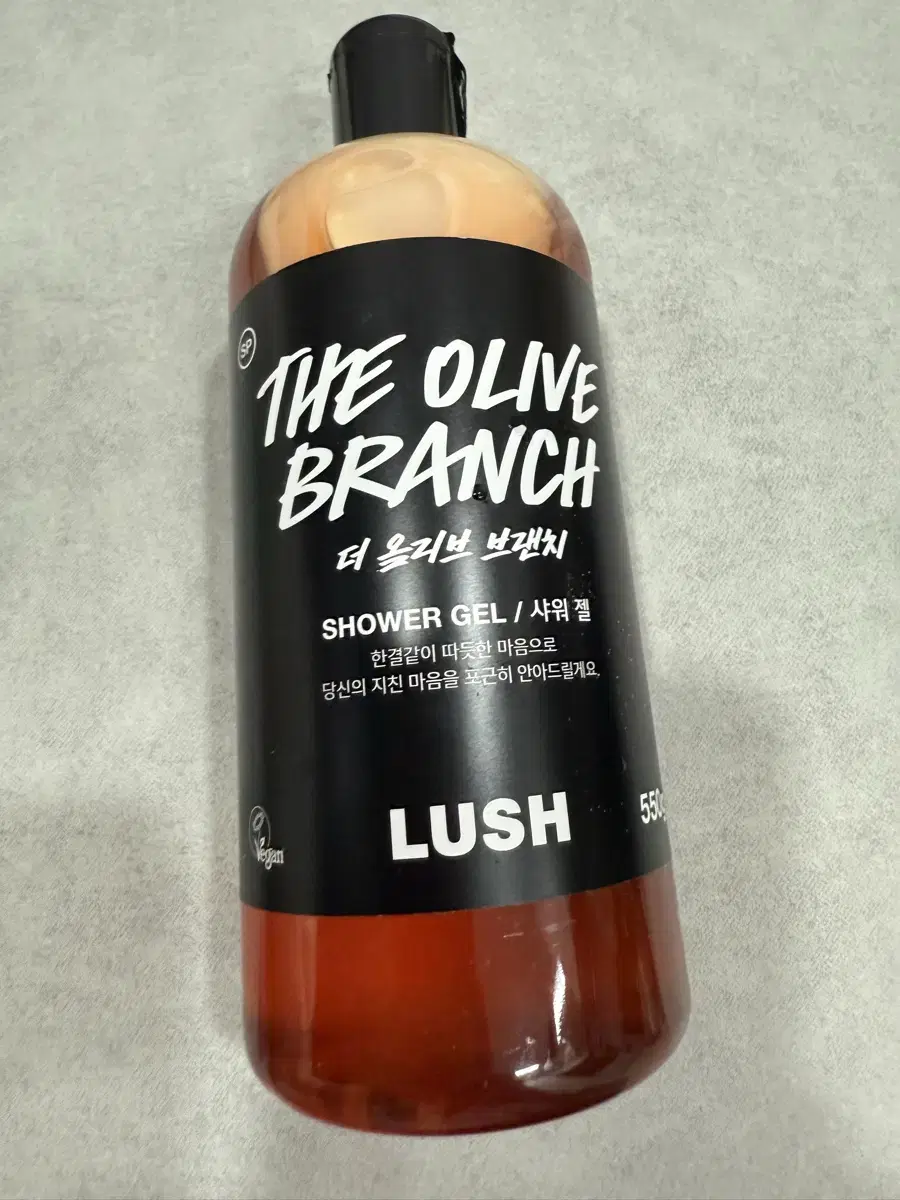 SP
THE OLIVE
BRANCH
더 올리브 브랜치
SHOWER GEL / 샤워 젤
한결같이 따뜻한 마음으로
당신의 지친 마음을 포근히 안아드릴게요.
LUSH
550g
Vegan